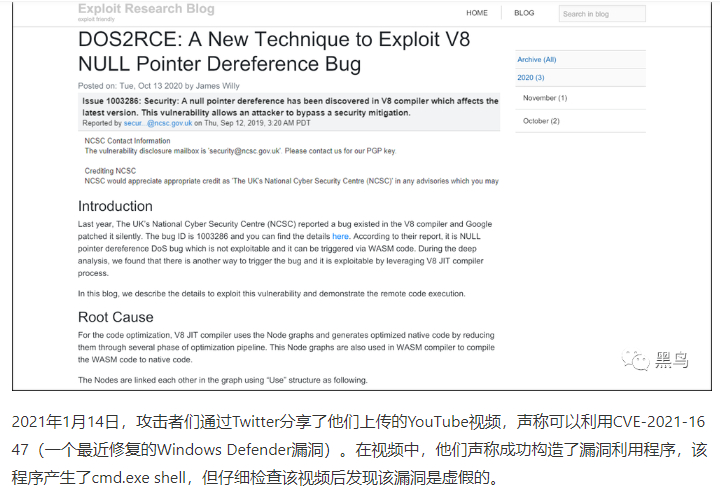 Exploit Research Blog
exploit friendly
HOME
BLOG
Search in blog
DOS2RCE: A New Technique to Exploit V8
NULL Pointer Dereference Bug
Posted on: Tue, Oct 13 2020 by James Willy
Archive (All)
2020 (3)
November (1)
October (2)
Issue 1003286: Security: A null pointer dereference has been discovered in V8 compiler which affects the
latest version. This vulnerability allows an attacker to bypass a security mitigation.
Reported by secur...@ncsc.gov.uk on Thu, Sep 12, 2019, 3:20 AM PDT
NCSC Contact Information
The vulnerability disclosure mailbox is 'security@ncsc.gov.uk'. Please contact us for our PGP key.
Crediting NCSC
NCSC would appreciate appropriate credit as 'The UK's National Cyber Security Centre (NCSC)' in any advisories which you may
Introduction
Last year, The UK's National Cyber Security Centre (NCSC) reported a bug existed in the V8 compiler and Google
patched it silently. The bug ID is 1003286 and you can find the details here. According to their report, it is NULL
pointer dereference DoS bug which is not exploitable and it can be triggered via WASM code. During the deep
analysis, we found that there is another way to trigger the bug and it is exploitable by leveraging V8 JIT compiler
process.
In this blog, we describe the details to exploit this vulnerability and demonstrate the remote code execution.
Root Cause
For the code optimization, V8 JIT compiler uses the Node graphs and generates optimized native code by reducing
them through several phase of optimization pipeline. This Node graphs are also used in WASM compiler to compile
the WASM code to native code.
The Nodes are linked each other in the graph using "Use" structure as following.
黑鸟
2021年1月14日，攻击者们通过Twitter分享了他们上传的YouTube视频，声称可以利用CVE-2021-16
47（一个最近修复的Windows Defender漏洞）。在视频中，他们声称成功构造了漏洞利用程序，该
程序产生了cmd.exe shell，但仔细检查该视频后发现该漏洞是虚假的。